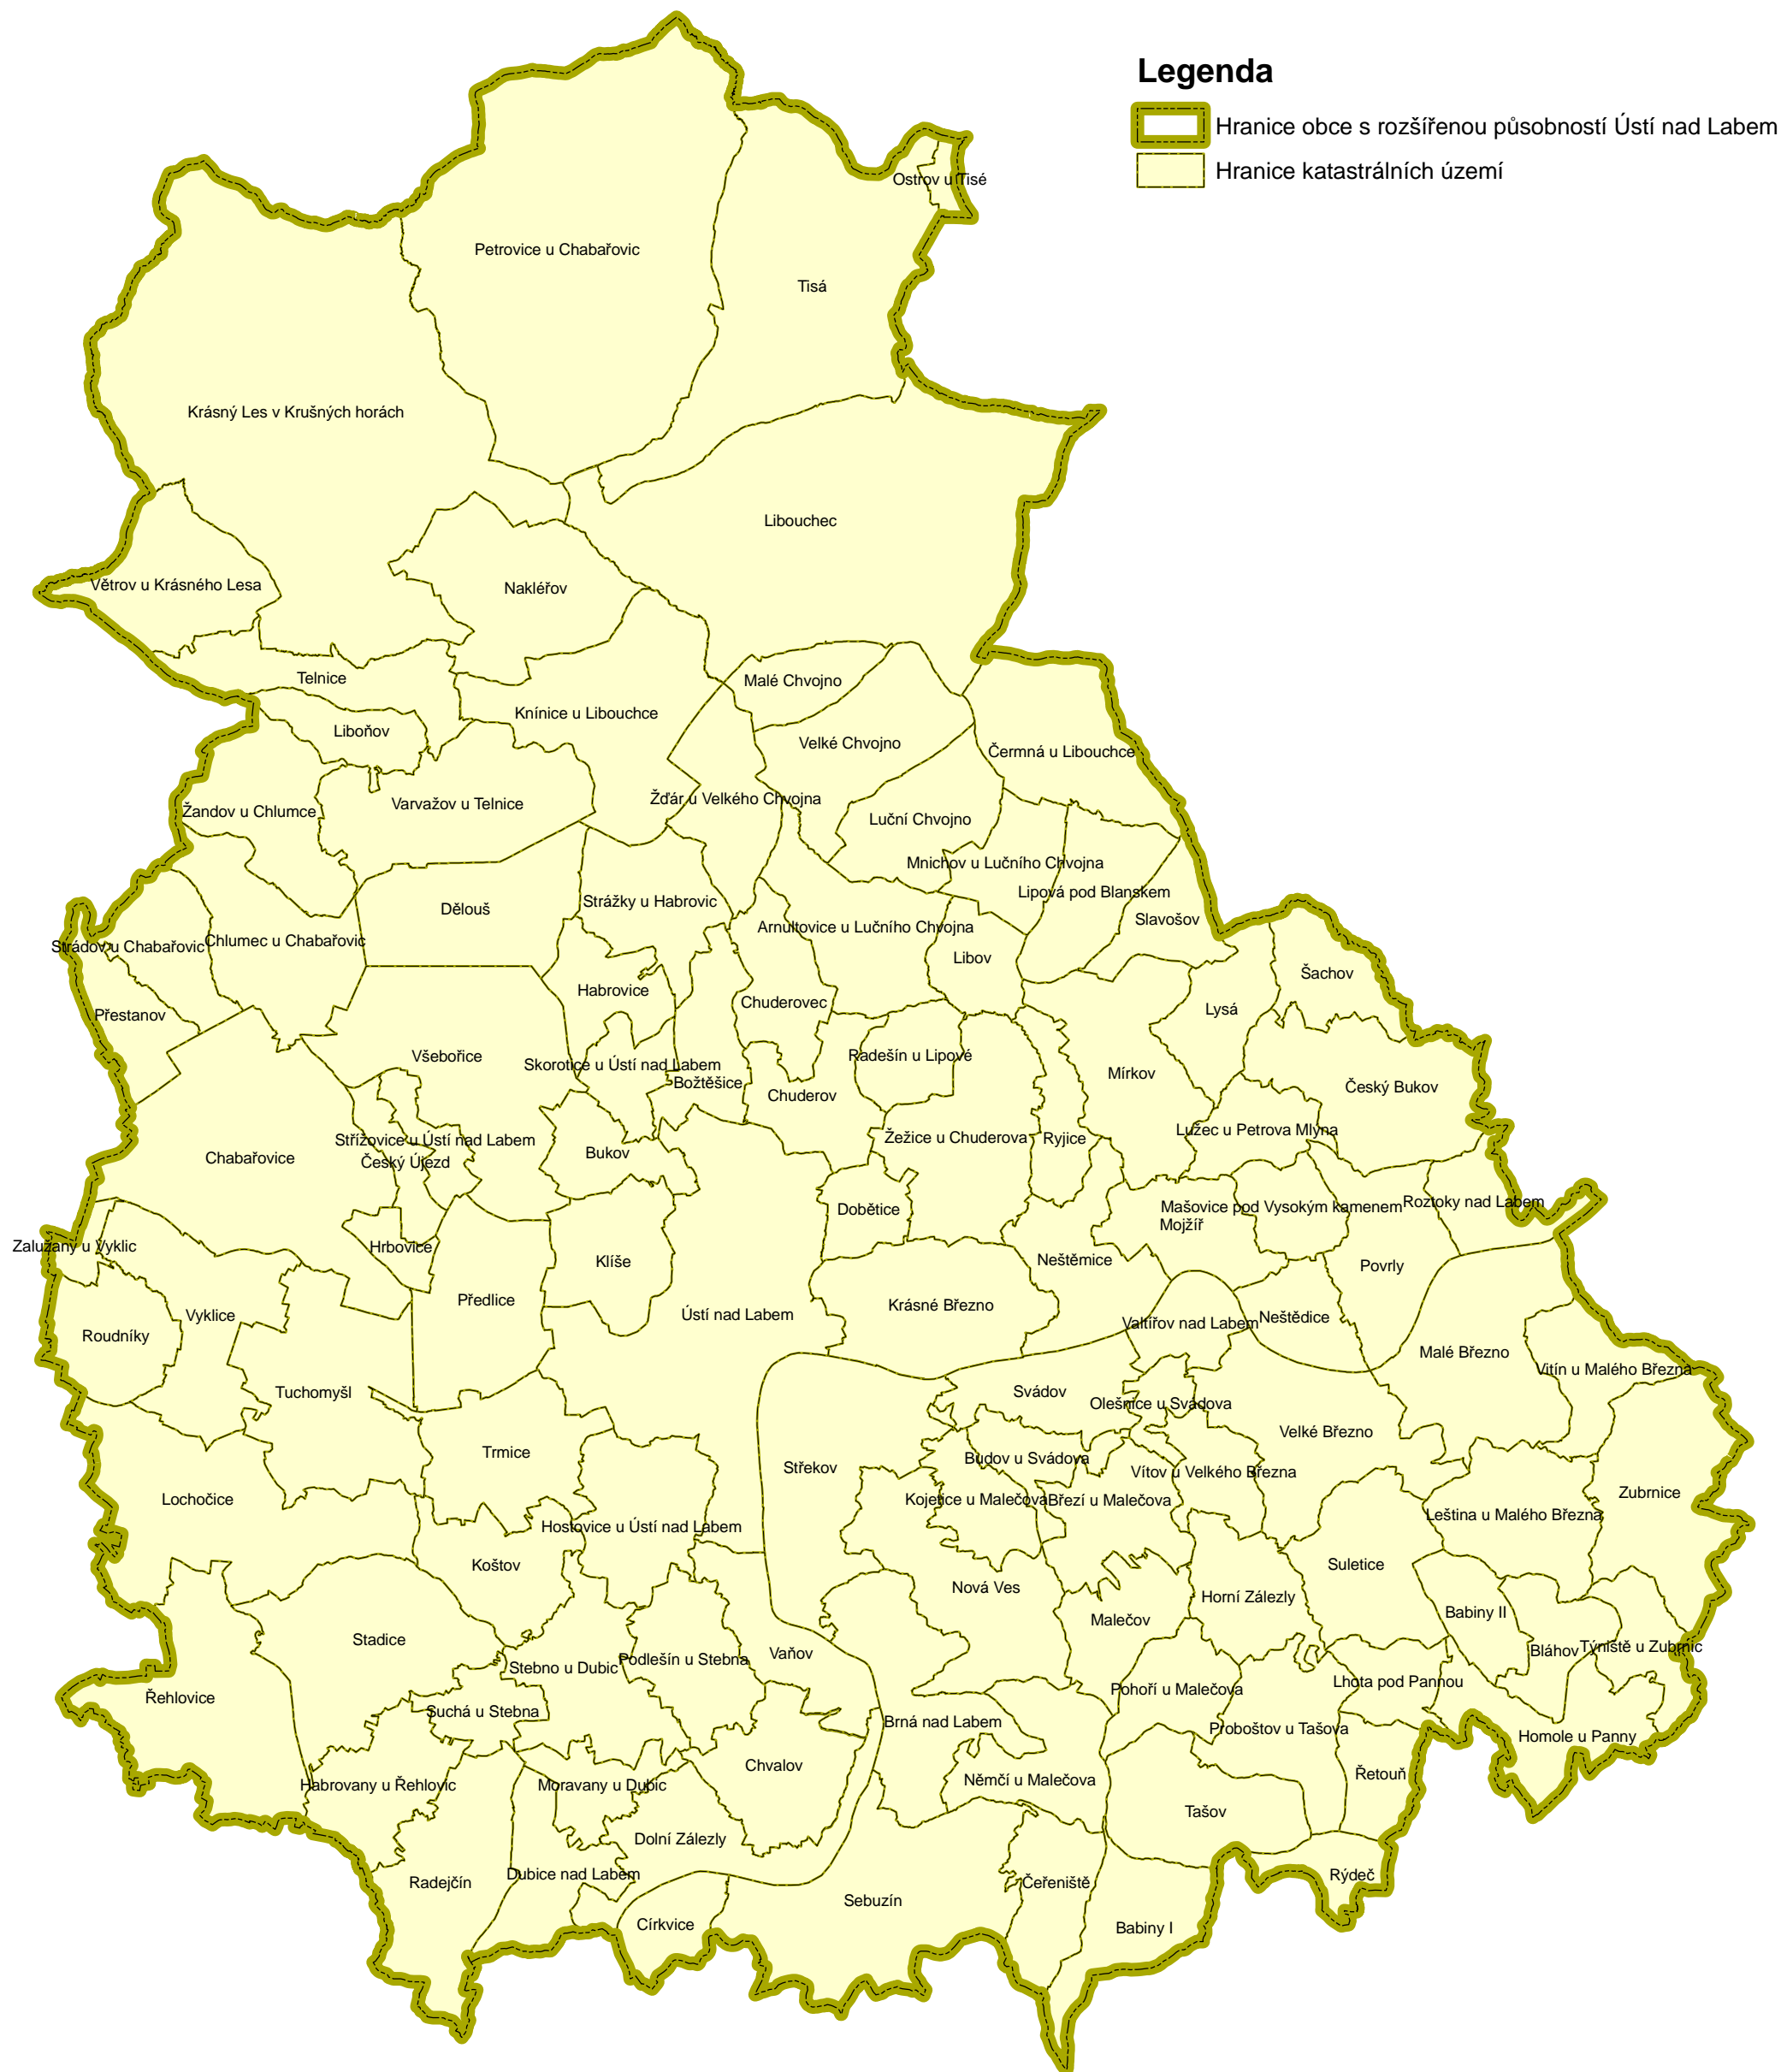 Legenda
Hranice obce s rozšířenou působností Ústí nad Labem
Hranice katastrálních území
Ostrov u Tisé
Petrovice u Chabařovic
Tisá
Krásný Les v Krušných horách
Libouchec
Větrov u Krásného Lesa
Nakléřov
Telnice
Malé Chvojno
Knínice u Libouchce
Liboňov
Velké Chvojno
Čermná u Libouchce
Žďár u Velkého Chvojna
Varvažov u Telnice
Žandov u Chlumce
Luční Chvojno
Mnichov u Lučního Chvojna
Lipová pod Blanskem
Strážky u Habrovic
Dělouš
Slavošov
Arnultovice u Lučního Chvojna
Chlumec u Chabařovic
Strádov u Chabařovic
Libov
Šachov
Habrovice
Chuderovec
Lysá
Přestanov
Všebořice
Radešín u Lipové
Skorotice u Ústí nad Labem
Mírkov
Božtěšice
Český Bukov
Chuderov
Lužec u Petrova Mlýna
Žežice u Chuderova
Ryjice
Střížovice u Ústí nad Labem
Bukov
Chabařovice
Český Újezd
Roztoky nad Labem
Mašovice pod Vysokým kamenem
Dobětice
Mojžíř
Zalužany u Vyklic
Hrbovice
Neštěmice
Klíše
Povrly
Předlice
Krásné Březno
Vyklice
Ústí nad Labem
Neštědice
Valtířov nad Labem
Roudníky
Malé Březno
Vitín u Malého Března
Tuchomyšl
Svádov
Olešnice u Svádova
Velké Březno
Trmice
Budov u Svádova
Střekov
Vítov u Velkého Března
Zubrnice
Lochočice
Kojetice u Malečova
Březí u Malečova
Leština u Malého Března
Hostovice u Ústí nad Labem
Koštov
Suletice
Nová Ves
Horní Zálezly
Babiny II
Malečov
Stadice
Týniště u Zubrnic
Bláhov
Vaňov
Podlešín u Stebna
Stebno u Dubic
Lhota pod Pannou
Pohoří u Malečova
Řehlovice
Suchá u Stebna
Brná nad Labem
Proboštov u Tašova
Homole u Panny
Chvalov
Řetouň
Němčí u Malečova
Habrovany u Řehlovic
Moravany u Dubic
Tašov
Dolní Zálezly
Dubice nad Labem
Rýdeč
Radejčín
Čeřeniště
Sebuzín
Církvice
Babiny I